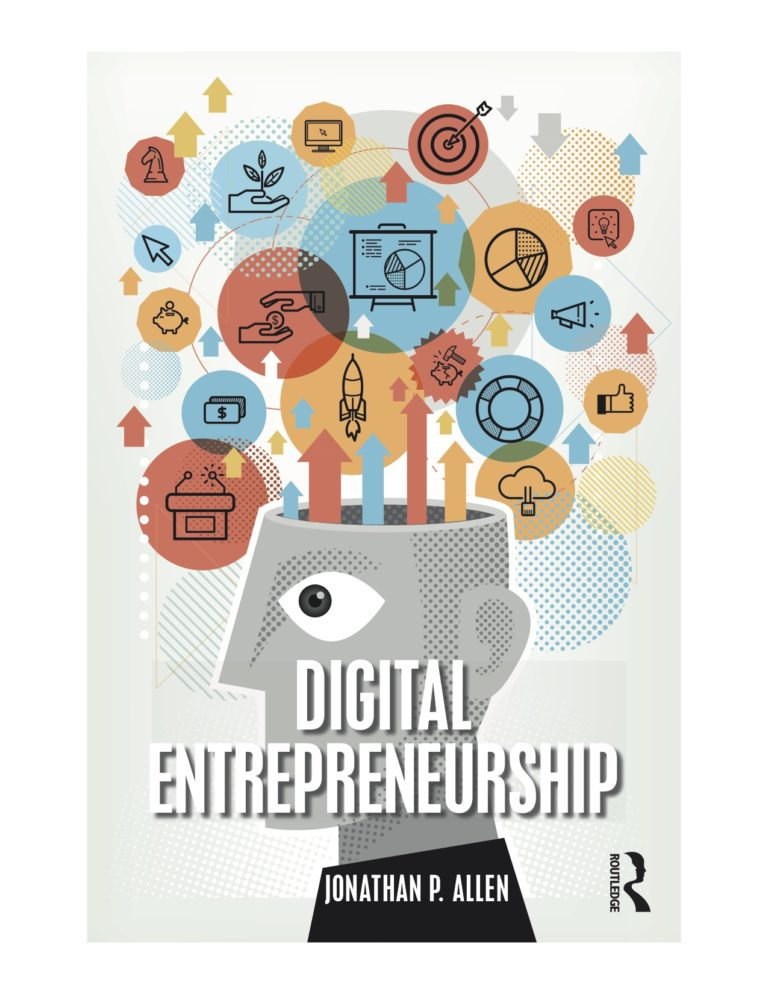 $
$
DIGITAL
ENTREPRENEURSHIP
JONATHAN P. ALLEN
ROUTLEDGE